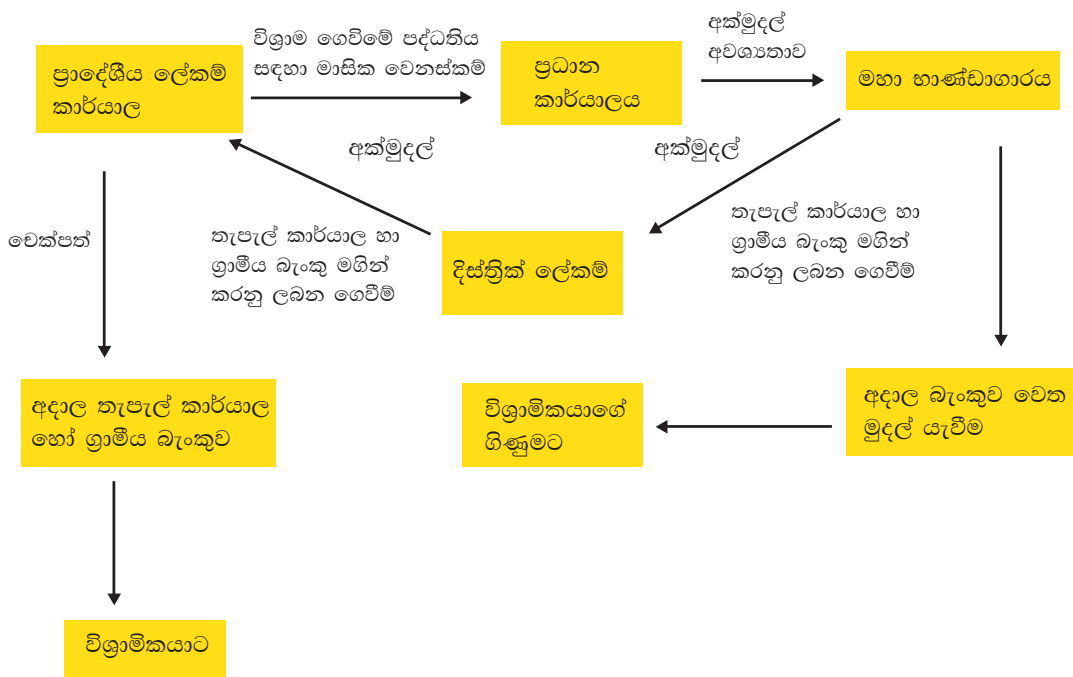 ප්‍රාදේශීය ලේකම්
කාර්යාල
විශ්‍රාම ගෙවීමේ පද්ධතිය
සඳහා මාසික වෙනස්කම්
ප්‍රධාන
කාර්යාලය
අක්මුදල්
අවශ්‍යතාව
මහා භාණ්ඩාගාරය
අක්මුදල්
අක්මුදල්
චෙක්පත්
තැපැල් කාර්යාල හා
ග්‍රාමීය බැංකු මගින්
කරනු ලබන ගෙවීම්
දිස්ත්‍රික් ලේකම්
තැපැල් කාර්යාල හා
ග්‍රාමීය බැංකු මගින්
කරනු ලබන ගෙවීම්
අදාල තැපැල් කාර්යාල
හෝ ග්‍රාමීය බැංකුව
විශ්‍රාමිකයාගේ
ගිණුමට
අදාල බැංකුව වෙත
මුදල් යැවීම
විශ්‍රාමිකයාට